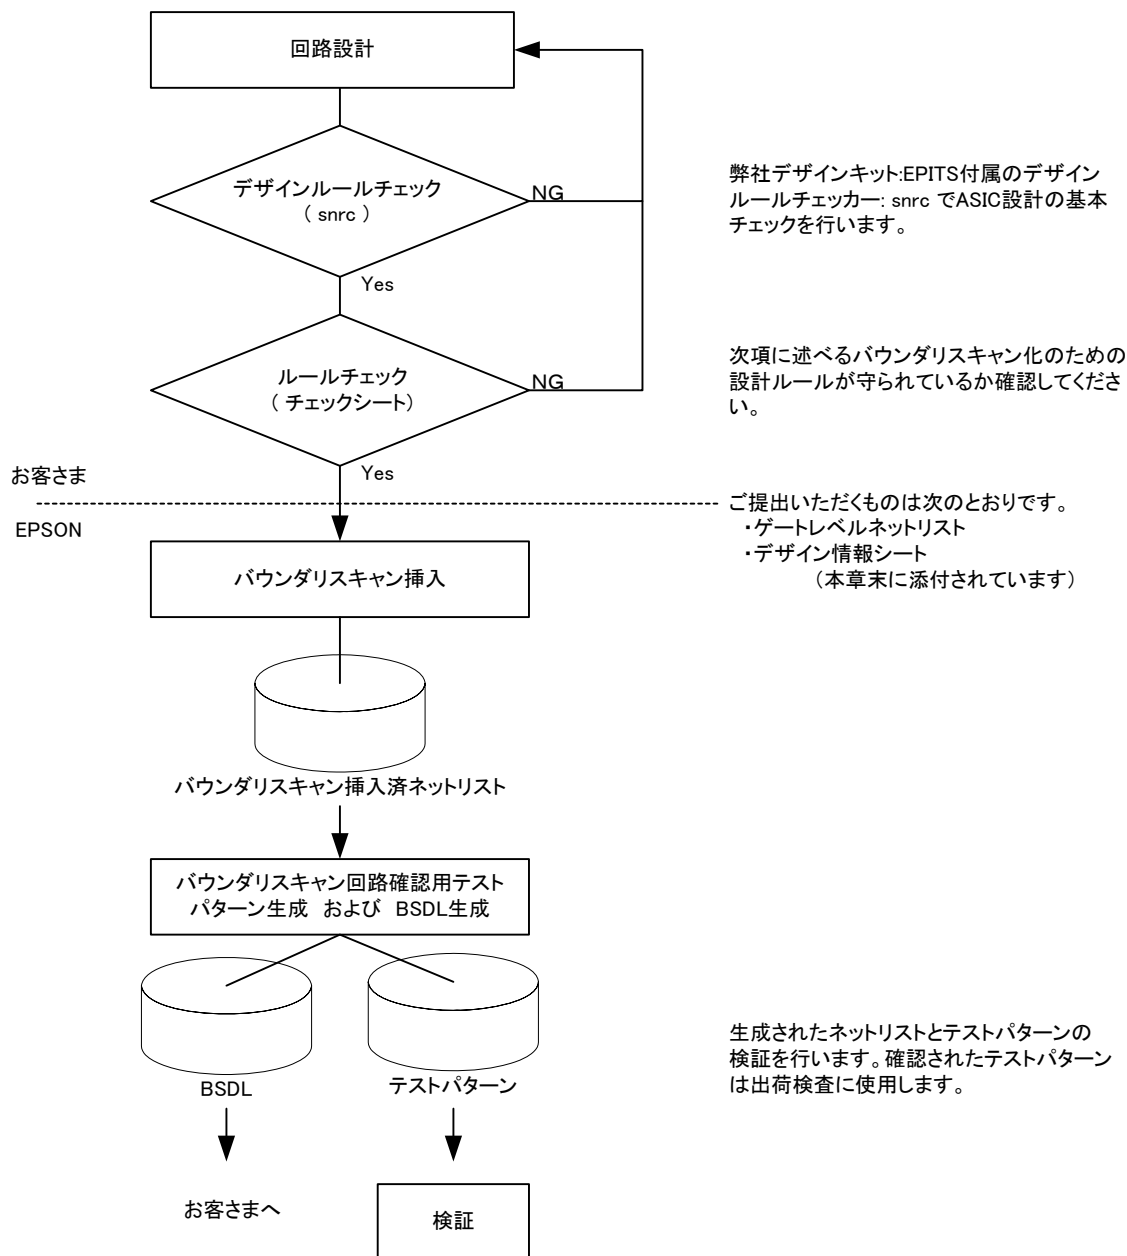 回路設計
デザインルールチェック
( snrc )
NG
弊社デザインキット:EPITS付属のデザイン
ルールチェッカー: snrc でASIC設計の基本
チェックを行います。
Yes
ルールチェック
( チェックシート)
NG
次項に述べるバウンダリスキャン化のための
設計ルールが守られているか確認してくださ
い。
Yes
お客さま
EPSON
ご提出いただくものは次のとおりです。
・ゲートレベルネットリスト
・デザイン情報シート
(本章末に添付されています)
バウンダリスキャン挿入
バウンダリスキャン挿入済ネットリスト
バウンダリスキャン回路確認用テスト
パターン生成 および BSDL生成
BSDL
テストパターン
生成されたネットリストとテストパターンの
検証を行います。確認されたテストパターン
は出荷検査に使用します。
お客さまへ
検証